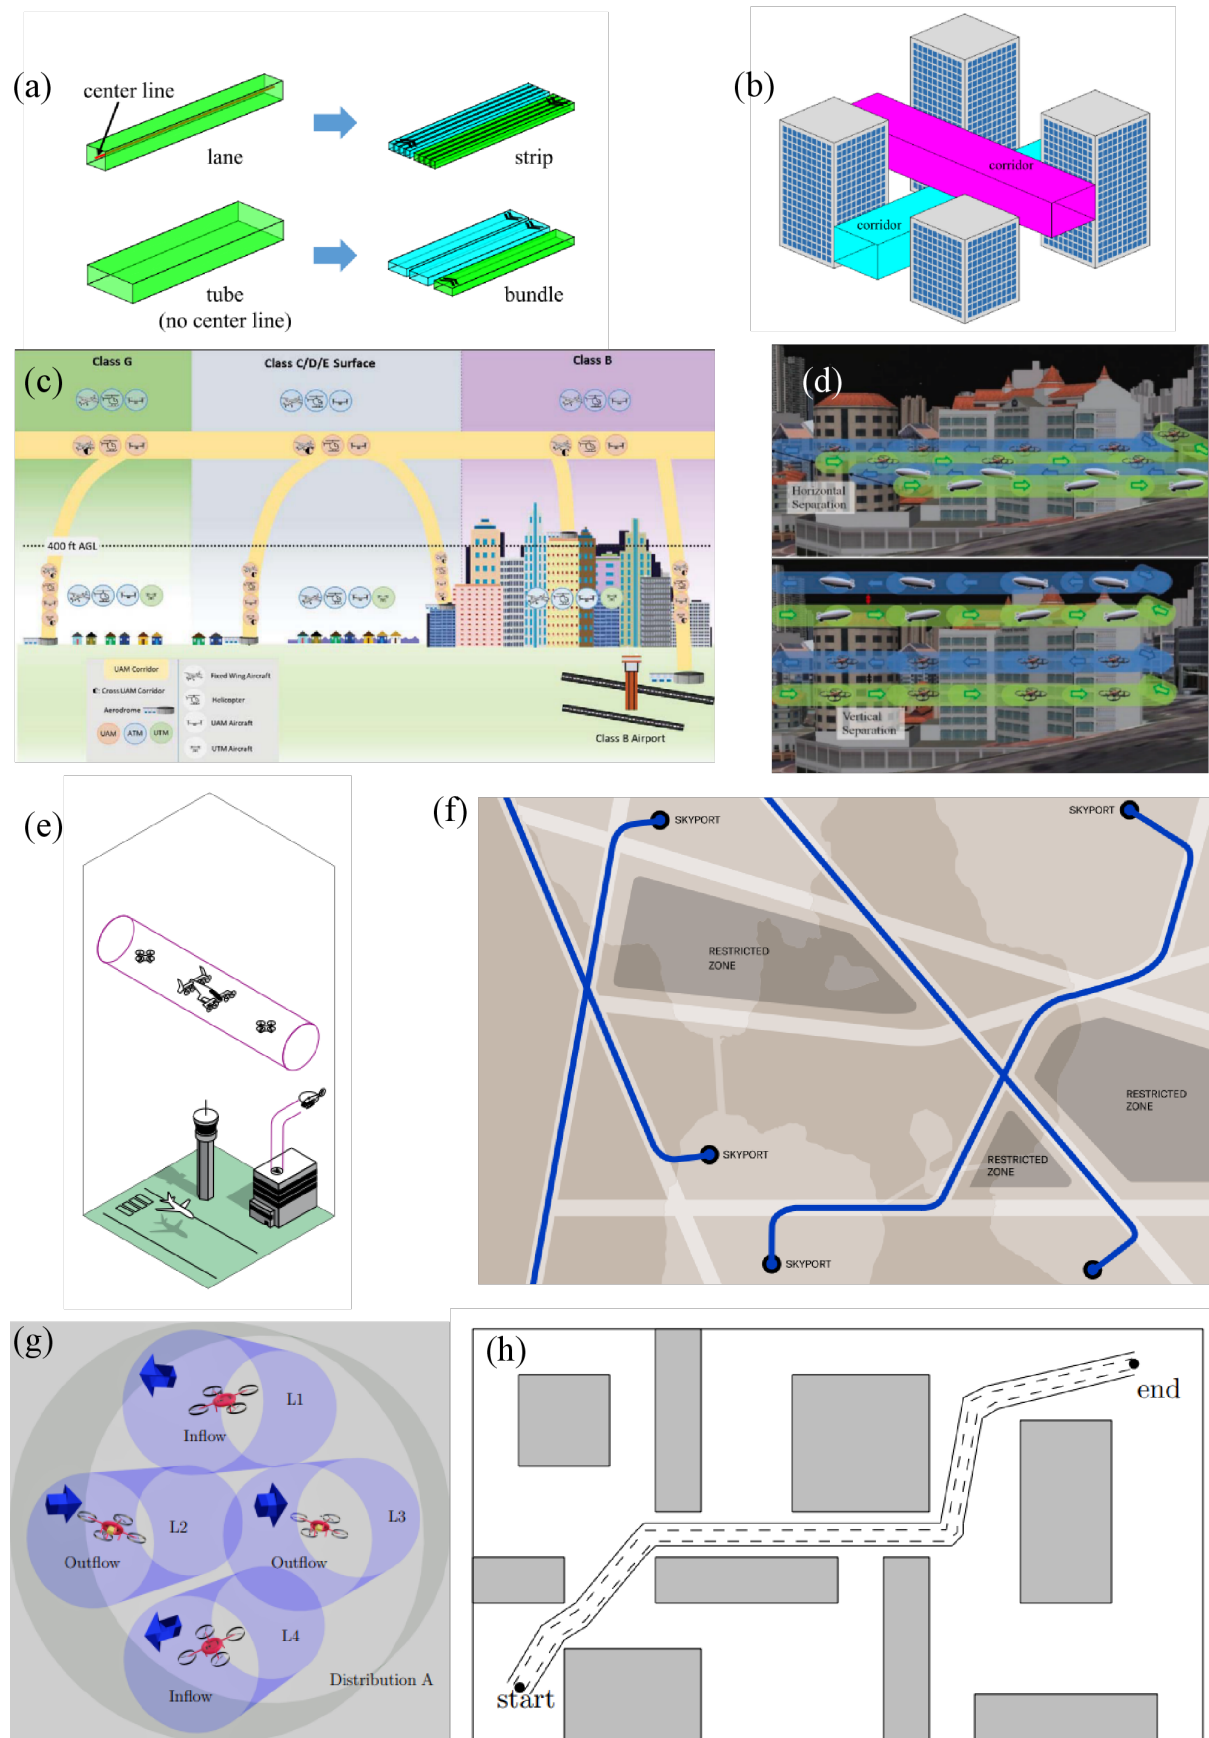 (a)
center line
lane
strip
tube
(no center line)
bundle
(b)
corridor
corridor
(c)
Class G
Class C/D/E Surface
Class B
400 ft AGL
UAM Corridor
Cross UAM Corridor
Aerodrome
UAM
ATM
UTM
Fixed Wing Aircraft
Helicopter
UAM Aircraft
UTM Aircraft
Class B Airport
(d)
Horizontal
Separation
Vertical
Separation
(e)
(f)
SKYPORT
SKYPORT
RESTRICTED
ZONE
RESTRICTED
ZONE
SKYPORT
RESTRICTED
ZONE
SKYPORT
(g)
L1
Inflow
L2
L3
Outflow
Outflow
L4
Inflow
Distribution A
(h)
end
start